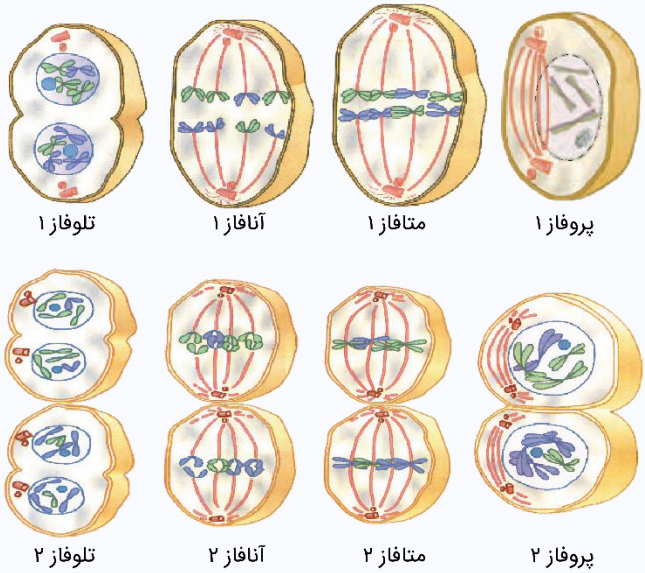 پروفاز ۱
متافاز ۱
آنافاز ۱
تلوفاز ۱
پروفاز ۲
متافاز ۲
آنافاز ۲
تلوفاز ۲